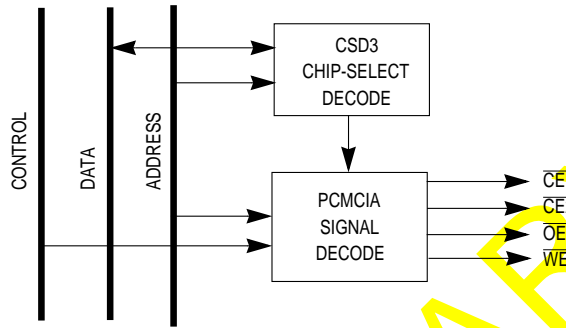 CSD3
CHIP-SELECT
DECODE
CONTROL
DATA
ADDRESS
PCMCIA
SIGNAL
DECODE
CE
CE
OE
WE